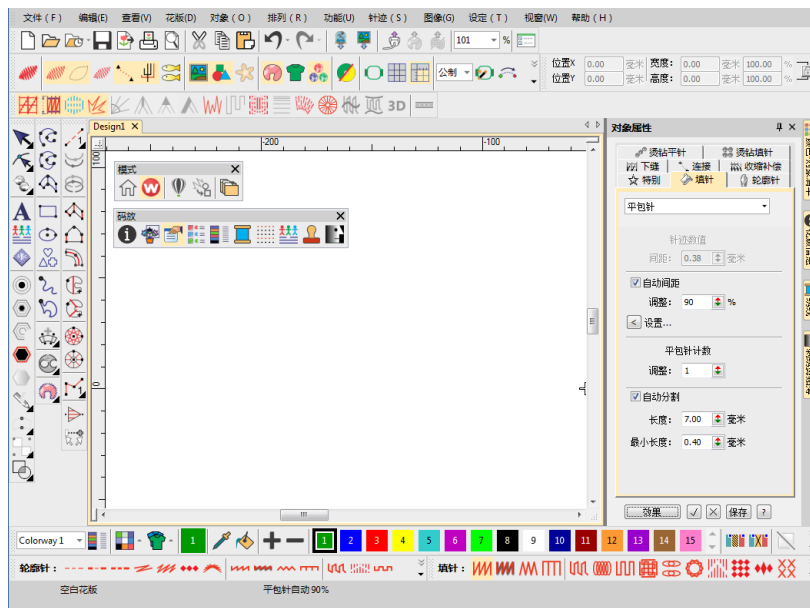 文件(F) 编辑(E) 查看(V) 花版(D) 对象(O) 排列(R) 功能(U) 针迹(S) 图像(G) 设定(T) 视窗(W) 帮助(H)
101 %
公制
位置X 0.00 毫米 宽度: 0.00 毫米 100.00 %
位置Y 0.00 毫米 高度: 0.00 毫米 100.00 %
3D
Design1
-200 -100
100
0
模式
码放
对象属性
烫钻平针 烫钻填针
下缝 连接 收缩补偿
特别 填针 轮廓针
平包针
针迹数值
间距: 0.38 毫米
自动间距
调整: 90 %
< 设置...
平包针计数
调整: 1
自动分割
长度: 7.00 毫米
最小长度: 0.40 毫米
效果 保存 ?
Colorway 1 1 1 2 3 4 5 6 7 8 9 10 11 12 13 14 15
轮廓针: 填针:
空白花版 平包针自动 90%